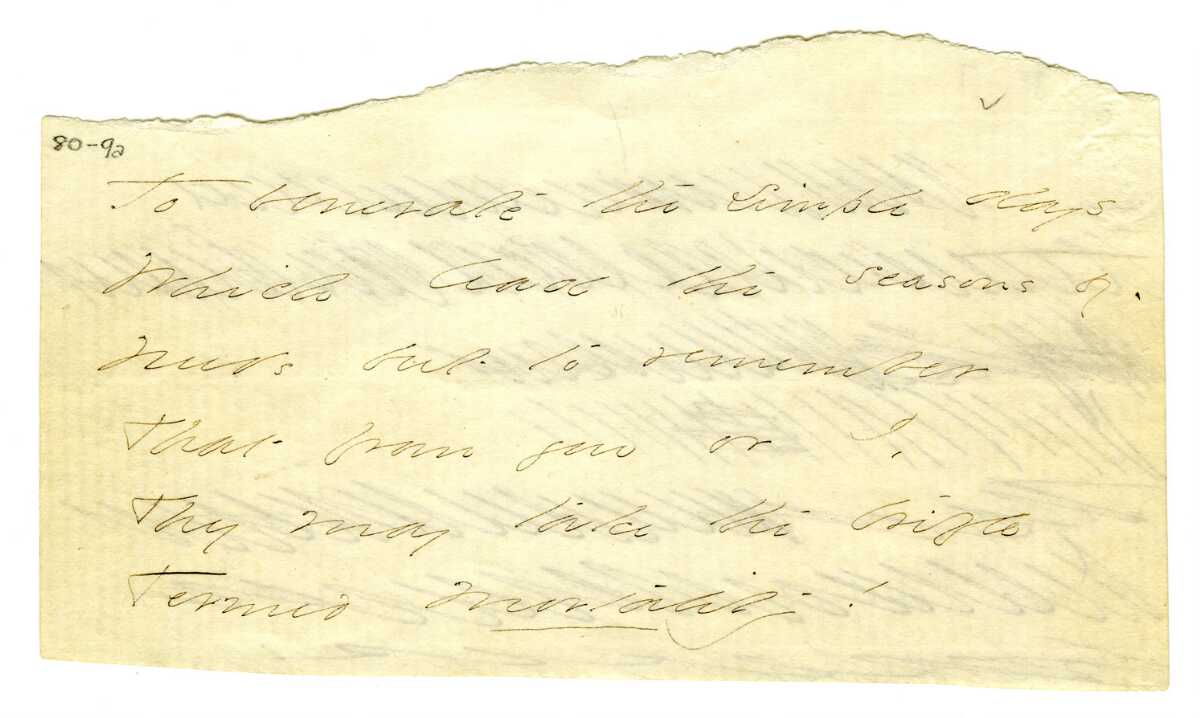 80-9a
To venerate the simple days
Which lead the seasons by.
Needs but to remember
That from you or I,
They may take the trifle
Termed mortality!